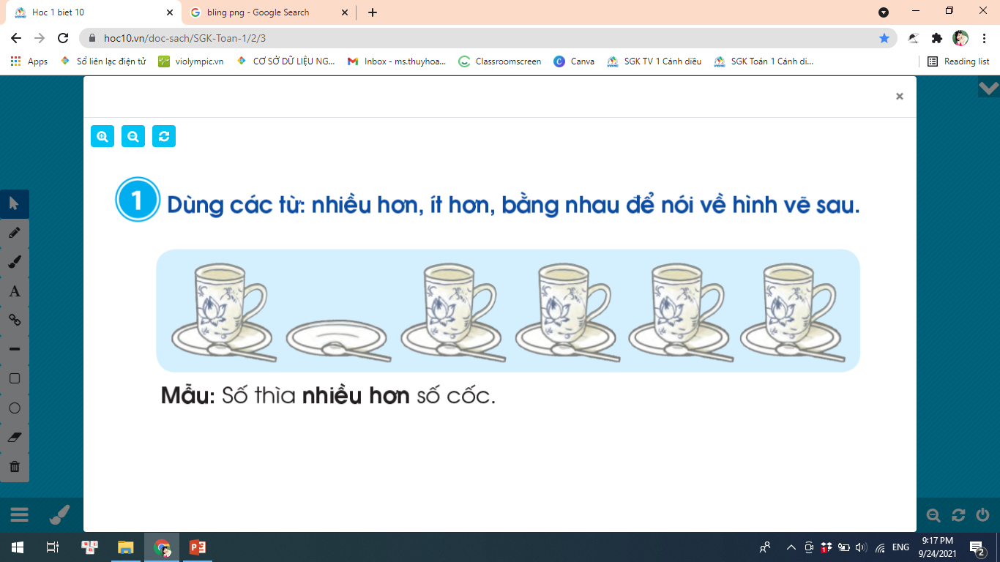 Hoc 1 biet 10
bling png - Google Search
hoc10.vn/doc-sach/SGK-Toan-1/2/3
Apps
Sổ liên lạc điện tử
violympic.vn
CƠ SỞ DỮ LIỆU NG...
Inbox - ms.thuyhoa...
Classroomscreen
Canva
SGK TV 1 Cánh diều
SGK Toán 1 Cánh di...
Reading list
1 Dùng các từ: nhiều hơn, ít hơn, bằng nhau để nói về hình vẽ sau.
Mẫu: Số thìa nhiều hơn số cốc.
A
ENG
9:17 PM
9/24/2021
2